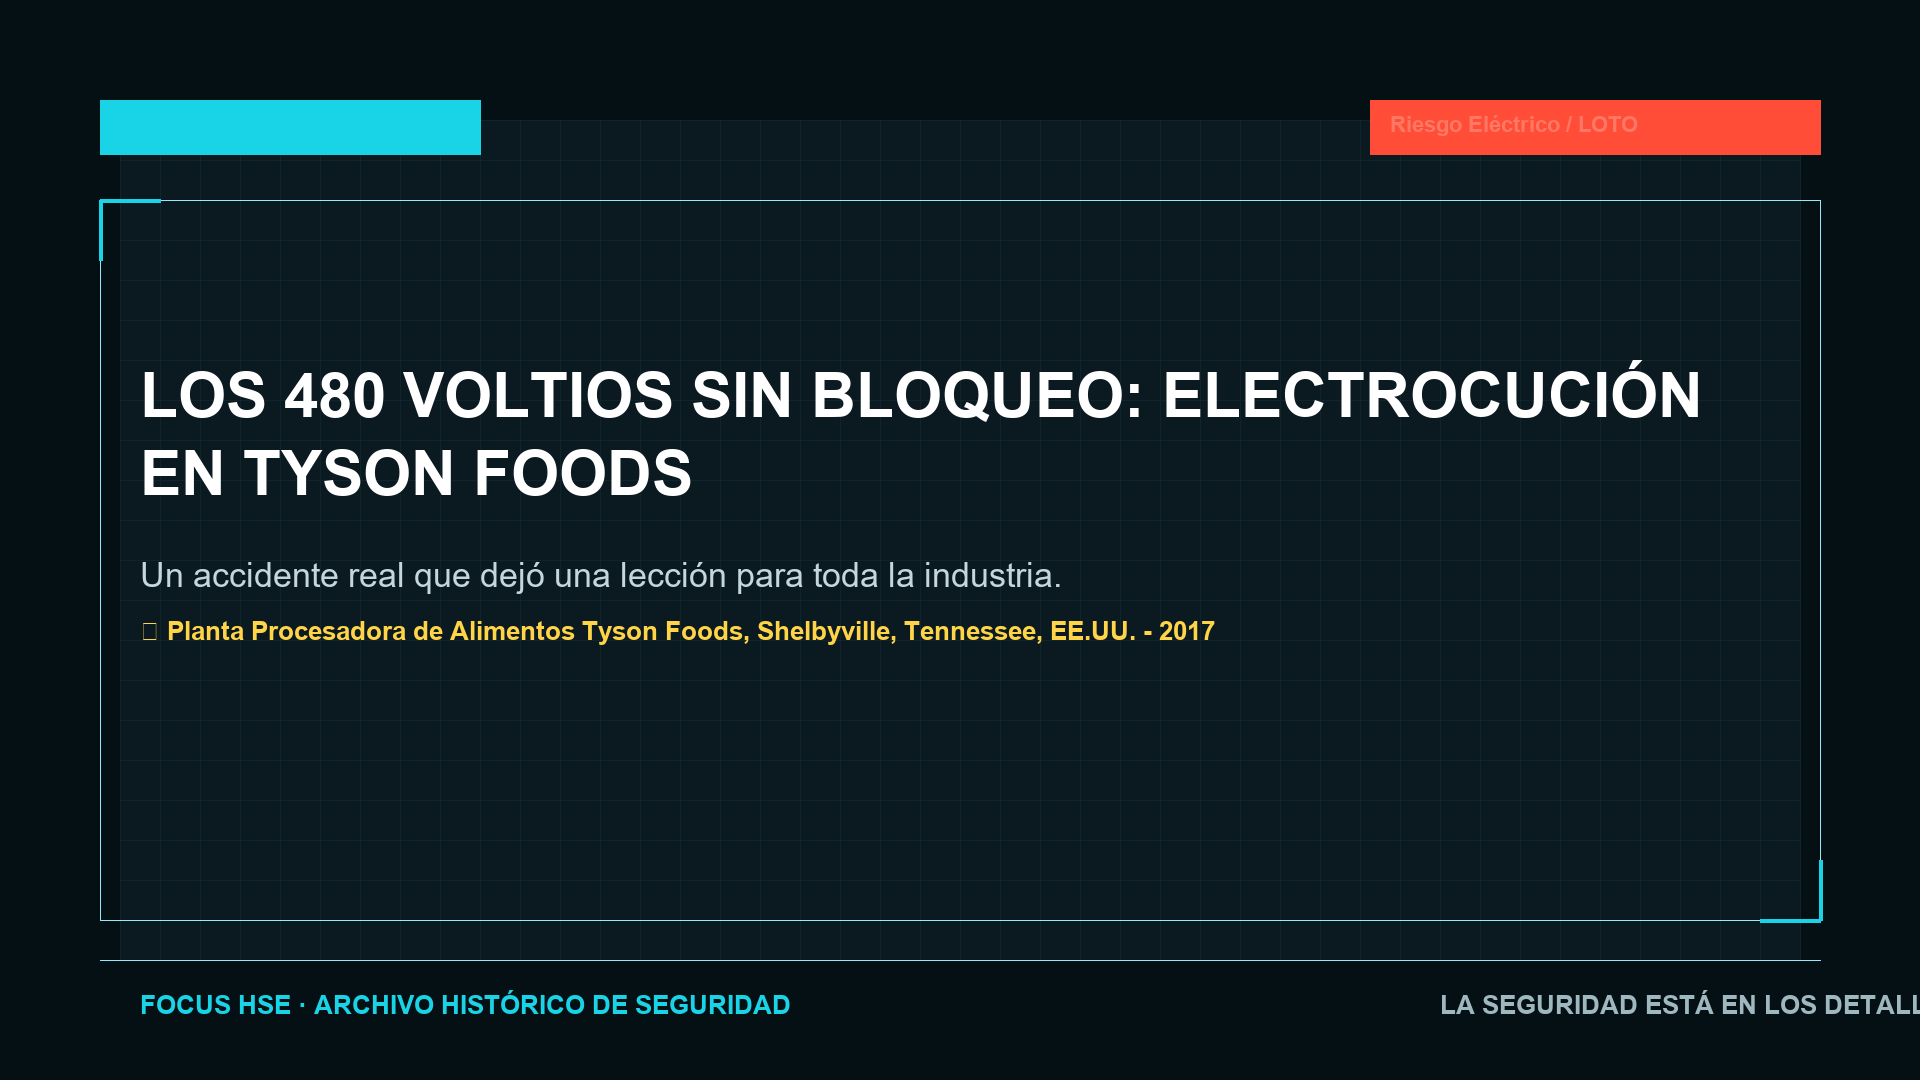 Riesgo Eléctrico / LOTO
LOS 480 VOLTIOS SIN BLOQUEO: ELECTROCUCIÓN
EN TYSON FOODS
Un accidente real que dejó una lección para toda la industria.
Planta Procesadora de Alimentos Tyson Foods, Shelbyville, Tennessee, EE.UU. - 2017
FOCUS HSE · ARCHIVO HISTÓRICO DE SEGURIDAD
LA SEGURIDAD ESTÁ EN LOS DETALL